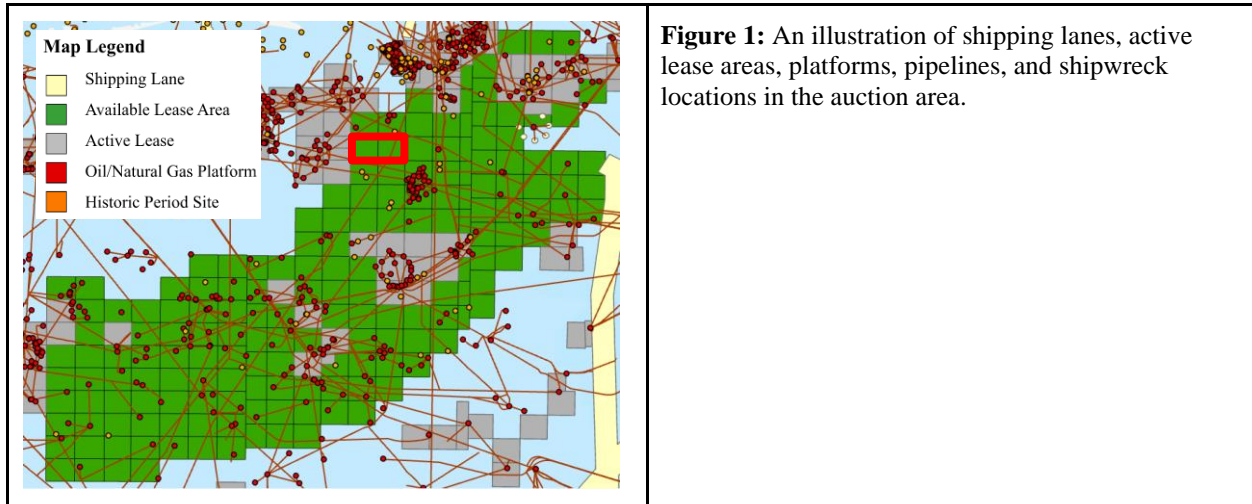 Map Legend
Shipping Lane
Available Lease Area
Active Lease
Oil/Natural Gas Platform
Historic Period Site
Figure 1: An illustration of shipping lanes, active
lease areas, platforms, pipelines, and shipwreck
locations in the auction area.